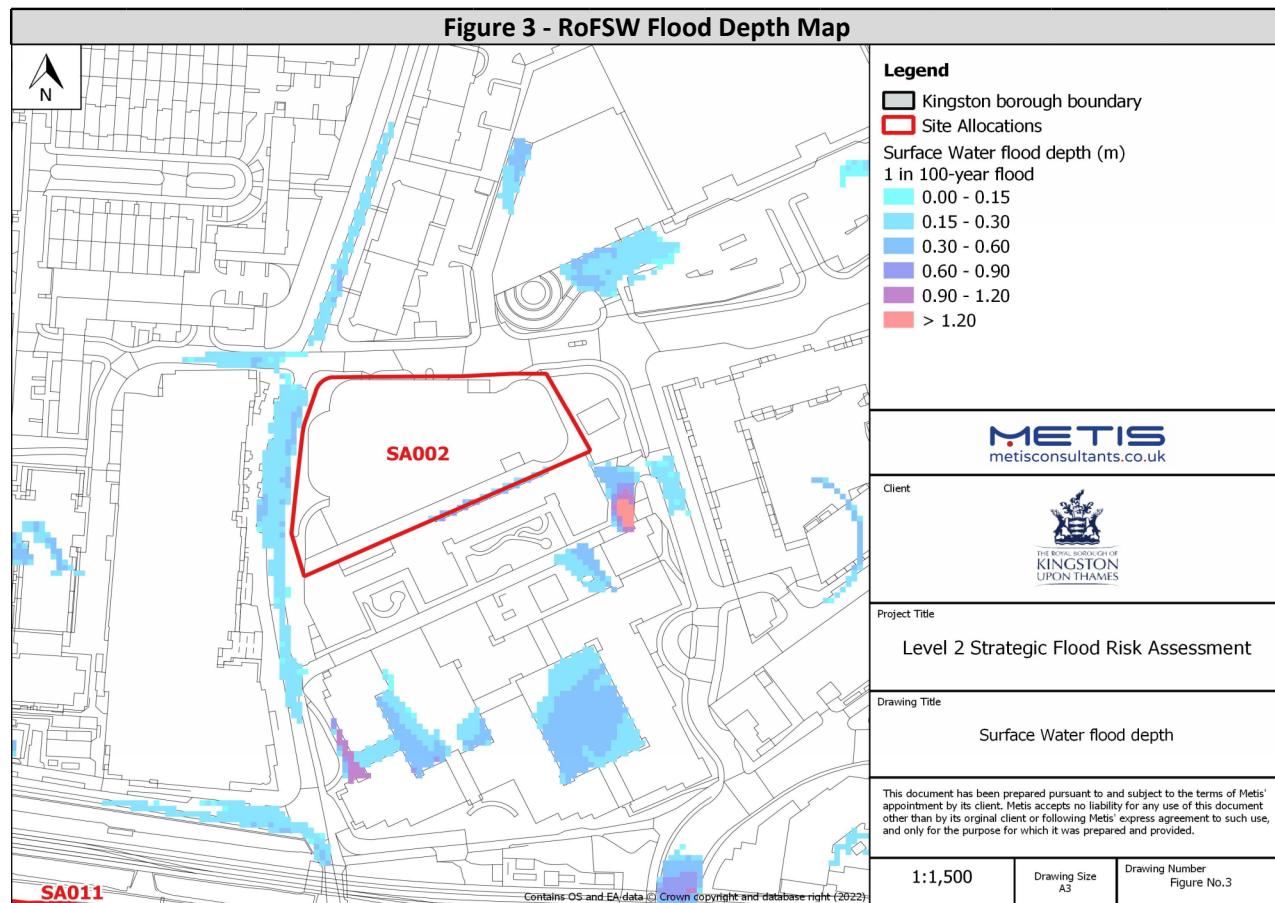 Figure 3 - RoFSW Flood Depth Map
N
SA002
SA011
Contains OS and EA data © Crown copyright and database right (2022)
Legend
Kingston borough boundary
Site Allocations
Surface Water flood depth (m)
1 in 100-year flood
0.00 - 0.15
0.15 - 0.30
0.30 - 0.60
0.60 - 0.90
0.90 - 1.20
> 1.20
METIS
metisconsultants.co.uk
Client
THE ROYAL BOROUGH OF
KINGSTON
UPON THAMES
Project Title
Level 2 Strategic Flood Risk Assessment
Drawing Title
Surface Water flood depth
This document has been prepared pursuant to and subject to the terms of Metis'
appointment by its client. Metis accepts no liability for any use of this document
other than by its orginal client or following Metis' express agreement to such use,
and only for the purpose for which it was prepared and provided.
1:1,500
Drawing Size
A3
Drawing Number
Figure No.3